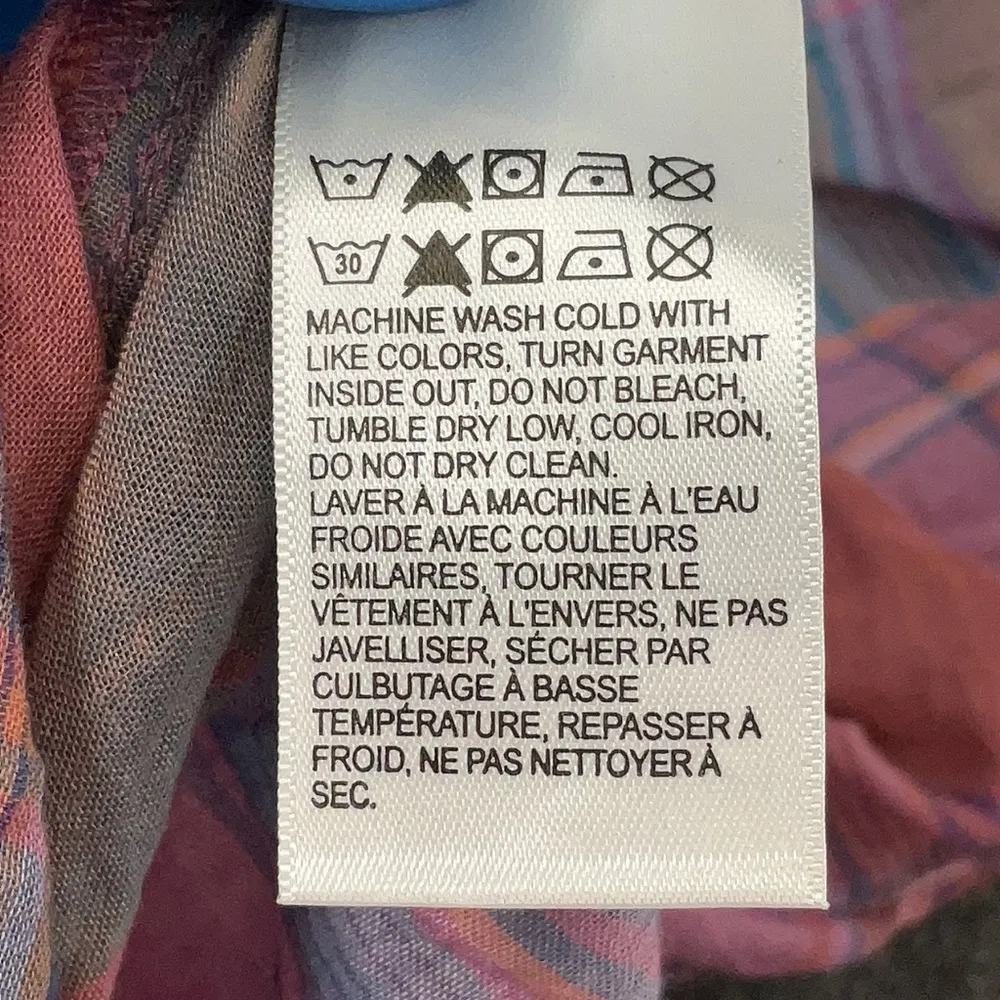 30
MACHINE WASH COLD WITH
LIKE COLORS, TURN GARMENT
INSIDE OUT, DO NOT BLEACH,
TUMBLE DRY LOW, COOL IRON,
DO NOT DRY CLEAN.
LAVER À LA MACHINE À L'EAU
FROIDE AVEC COULEURS
SIMILAIRES, TOURNER LE
VÊTEMENT À L'ENVERS, NE PAS
JAVELLISER, SÉCHER PAR
CULBUTAGE À BASSE
TEMPÉRATURE, REPASSER À
FROID, NE PAS NETTOYER À
SEC.